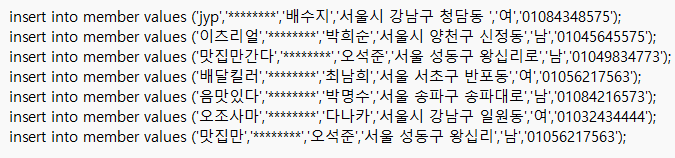 insert into member values ('jyp','********','배수지','서울시 강남구 청담동 ','여','01084348575');
insert into member values ('이츠리얼','********','박희순','서울시 양천구 신정동','남','01045645575');
insert into member values ('맛집만간다','********','오석준','서울 성동구 왕십리로','남','01049834773');
insert into member values ('배달킬러','********','최남희','서울 서초구 반포동','여','01056217563');
insert into member values ('음맛있다','********','박명수','서울 송파구 송파대로','남','01084216573');
insert into member values ('오조사마','********','다나카','서울시 강남구 일원동','여','01032434444');
insert into member values ('맛집만','********','오석준','서울 성동구 왕십리','남','01056217563');